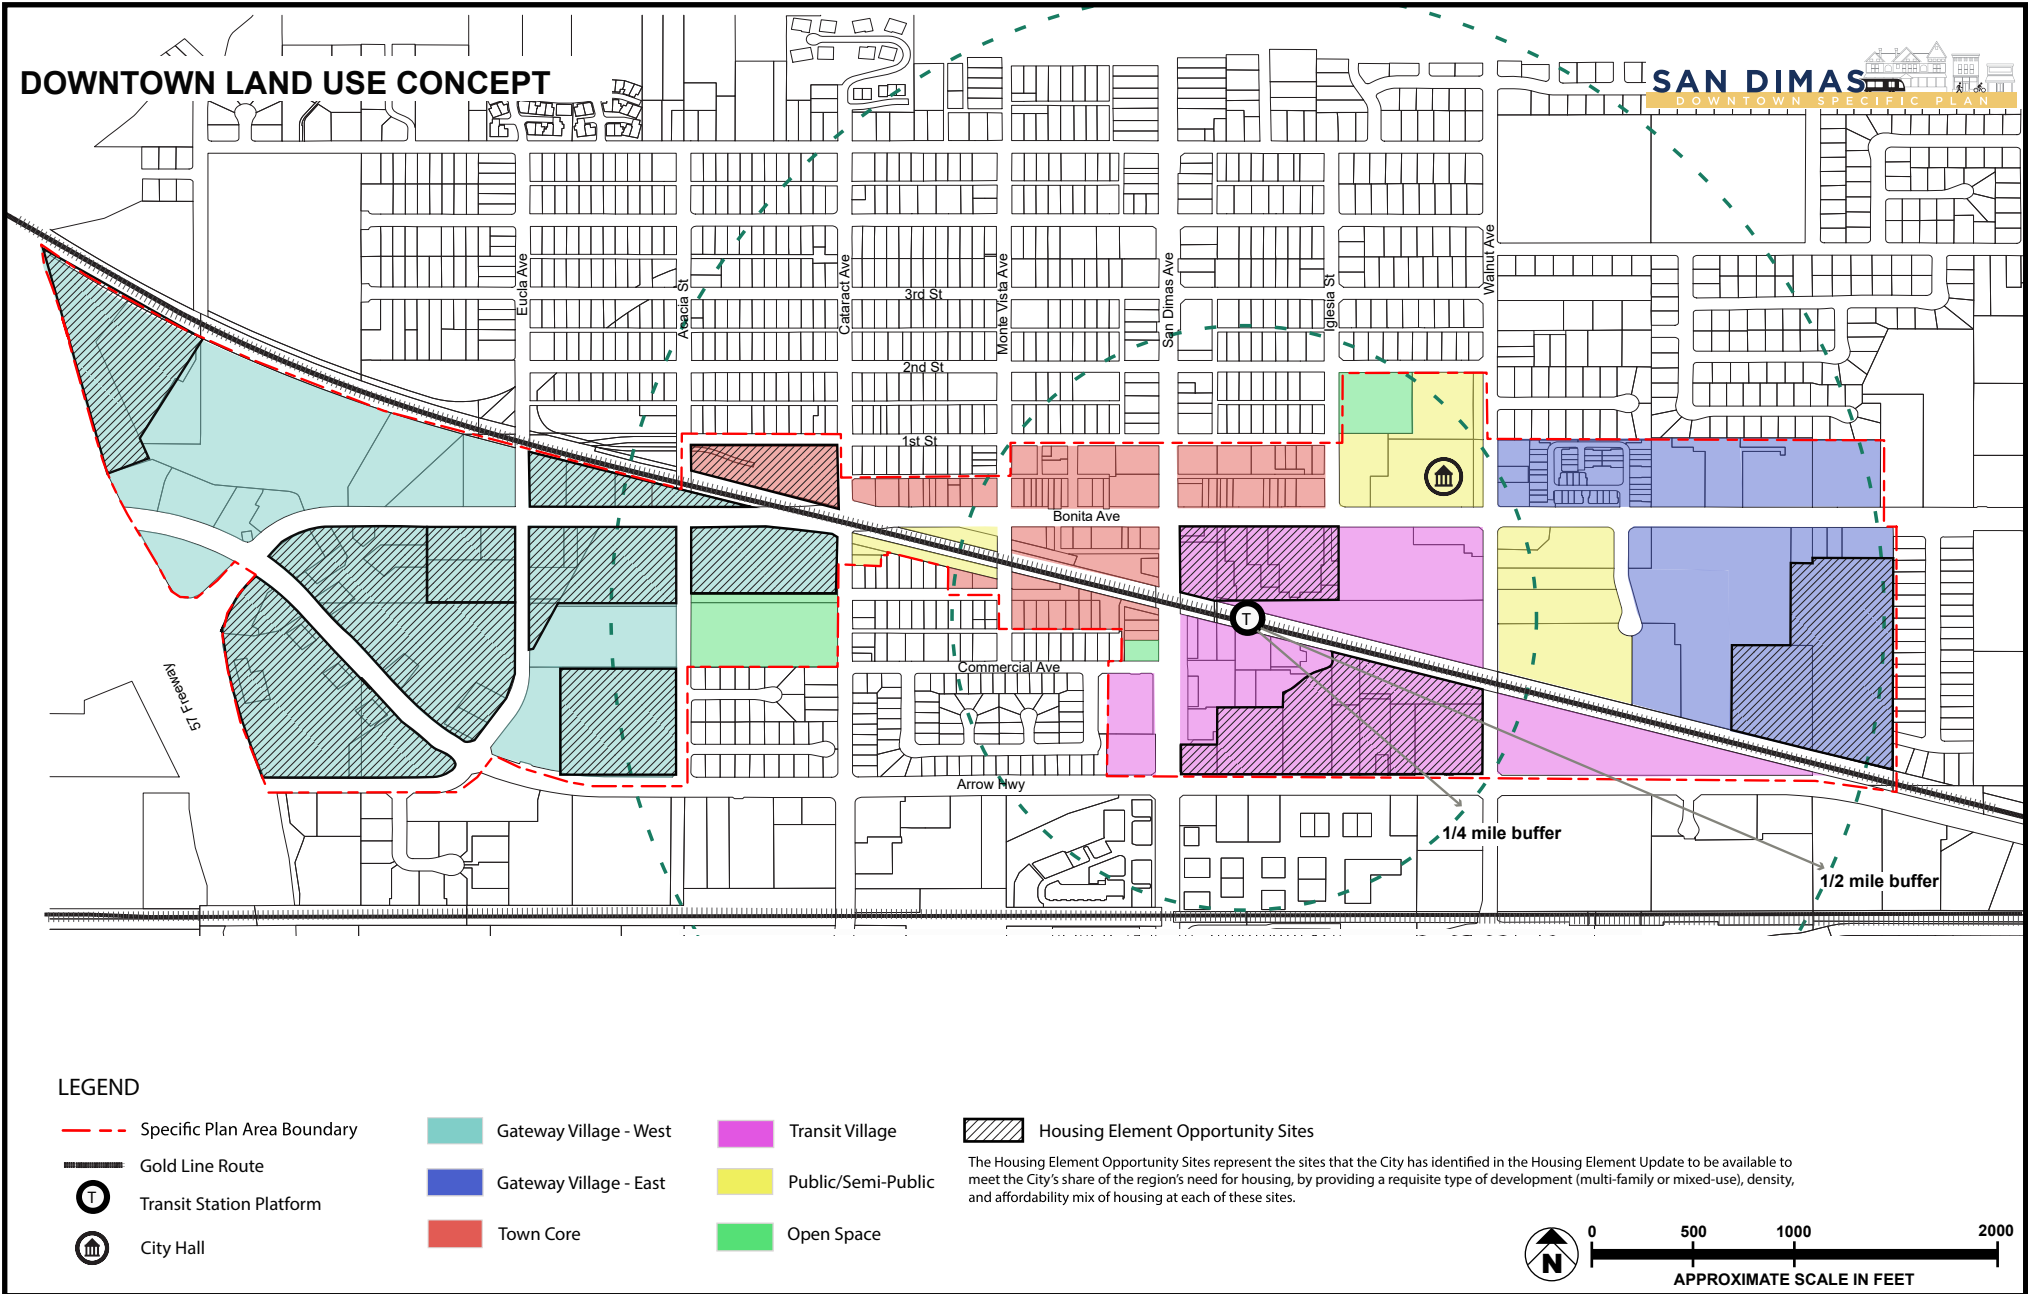 DOWNTOWN LAND USE CONCEPT
SAN DIMAS
DOWNTOWN SPECIFIC PLAN
Eucla Ave
Acacia St
Cataract Ave
Monte Vista Ave
San Dimas Ave
Iglesia St
Walnut Ave
3rd St
2nd St
1st St
Bonita Ave
T
Commercial Ave
57 Freeway
Arrow Hwy
1/4 mile buffer
1/2 mile buffer
LEGEND
Specific Plan Area Boundary
Gold Line Route
T
Transit Station Platform
City Hall
Gateway Village - West
Gateway Village - East
Town Core
Transit Village
Public/Semi-Public
Open Space
Housing Element Opportunity Sites
The Housing Element Opportunity Sites represent the sites that the City has identified in the Housing Element Update to be available to
meet the City's share of the region's need for housing, by providing a requisite type of development (multi-family or mixed-use), density,
and affordability mix of housing at each of these sites.
N
0 500 1000 2000
APPROXIMATE SCALE IN FEET